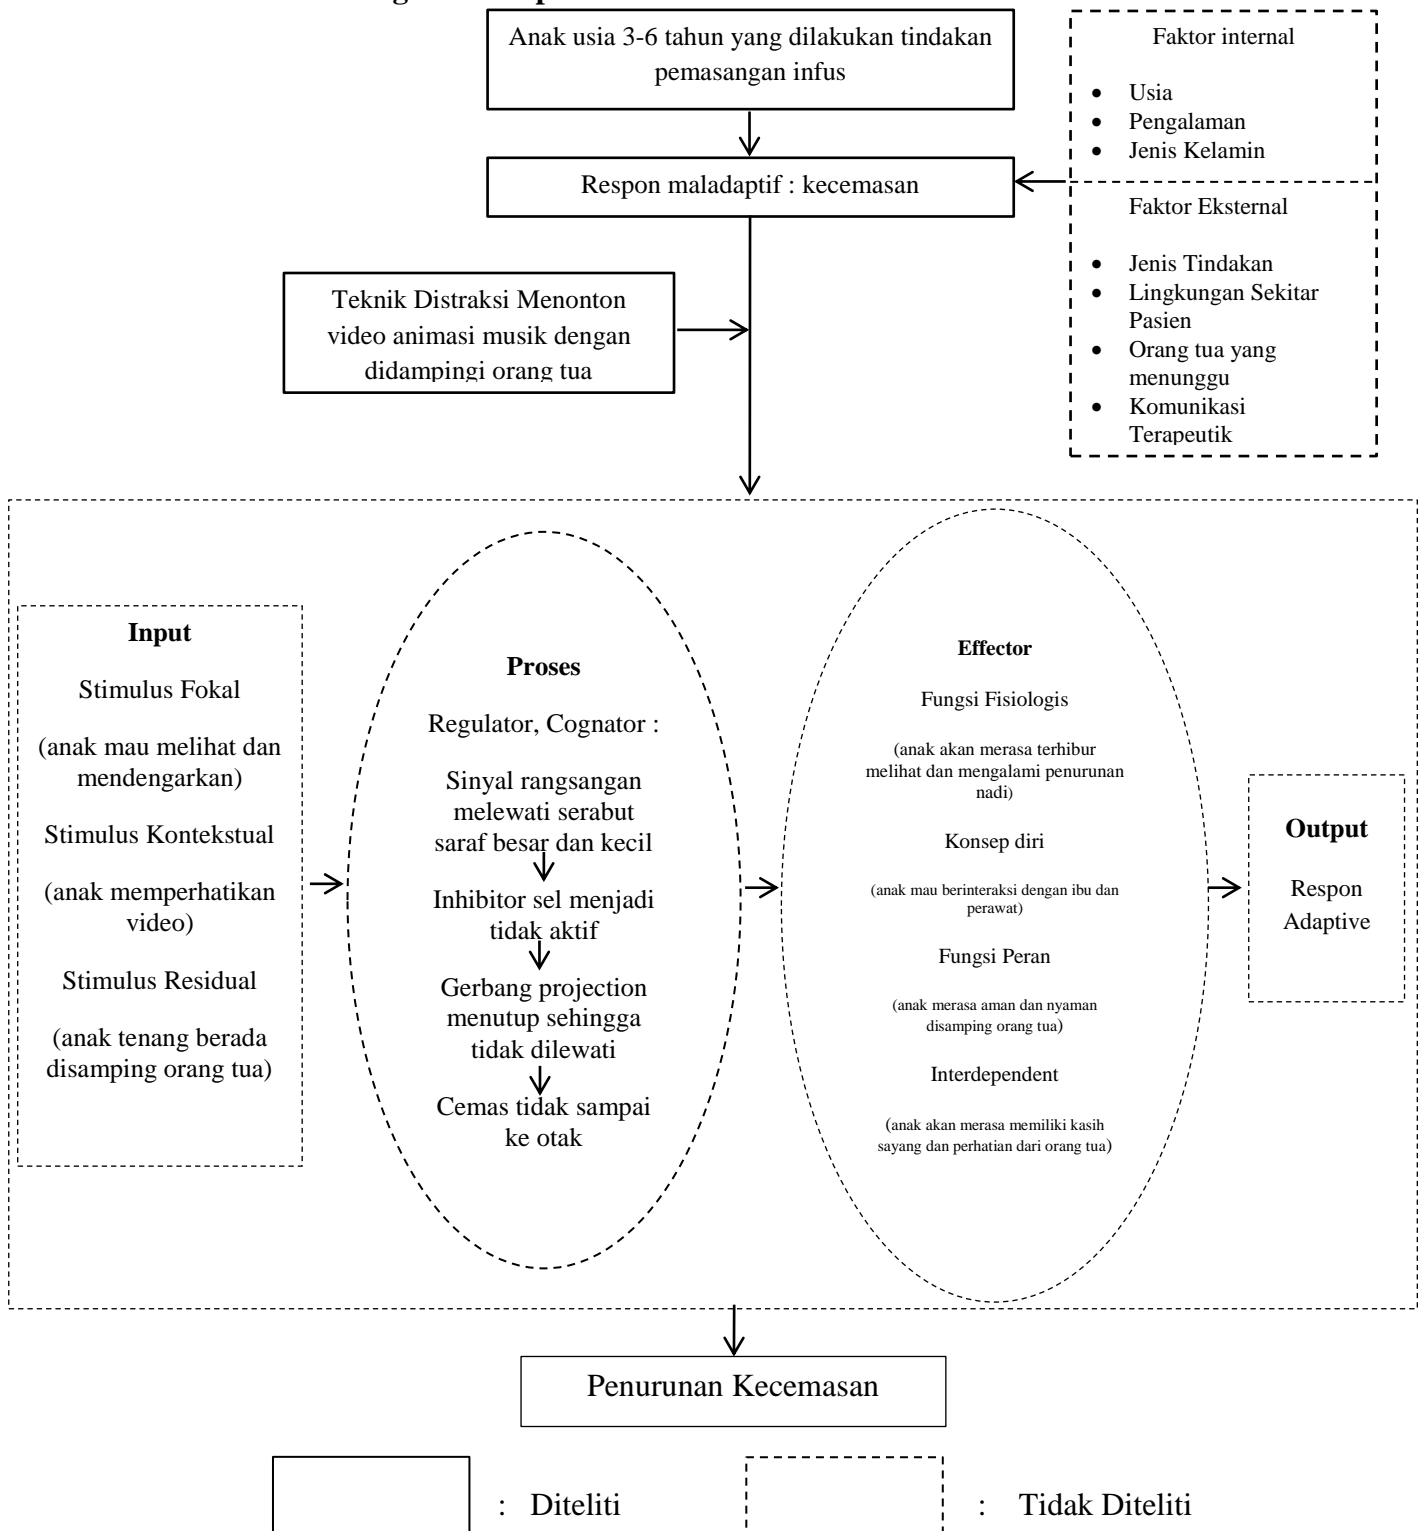 Anak usia 3-6 tahun yang dilakukan tindakan
pemasangan infus
Faktor internal
• Usia
• Pengalaman
• Jenis Kelamin
Respon maladaptif : kecemasan
Faktor Eksternal
• Jenis Tindakan
• Lingkungan Sekitar
Pasien
• Orang tua yang
menunggu
• Komunikasi
Terapeutik
Teknik Distraksi Menonton
video animasi musik dengan
didampingi orang tua
Input
Stimulus Fokal
(anak mau melihat dan
mendengarkan)
Stimulus Kontekstual
(anak memperhatikan
video)
Stimulus Residual
(anak tenang berada
disamping orang tua)
Proses
Regulator, Cognator :
Sinyal rangsangan
melewati serabut
saraf besar dan kecil
Inhibitor sel menjadi
tidak aktif
Gerbang projection
menutup sehingga
tidak dilewati
Cemas tidak sampai
ke otak
Effector
Fungsi Fisiologis
(anak akan merasa terhibur
melihat dan mengalami penurunan
nadi)
Konsep diri
(anak mau berinteraksi dengan ibu dan
perawat)
Fungsi Peran
(anak merasa aman dan nyaman
disamping orang tua)
Interdependent
(anak akan merasa memiliki kasih
sayang dan perhatian dari orang tua)
Output
Respon
Adaptive
Penurunan Kecemasan
: Diteliti
: Tidak Diteliti